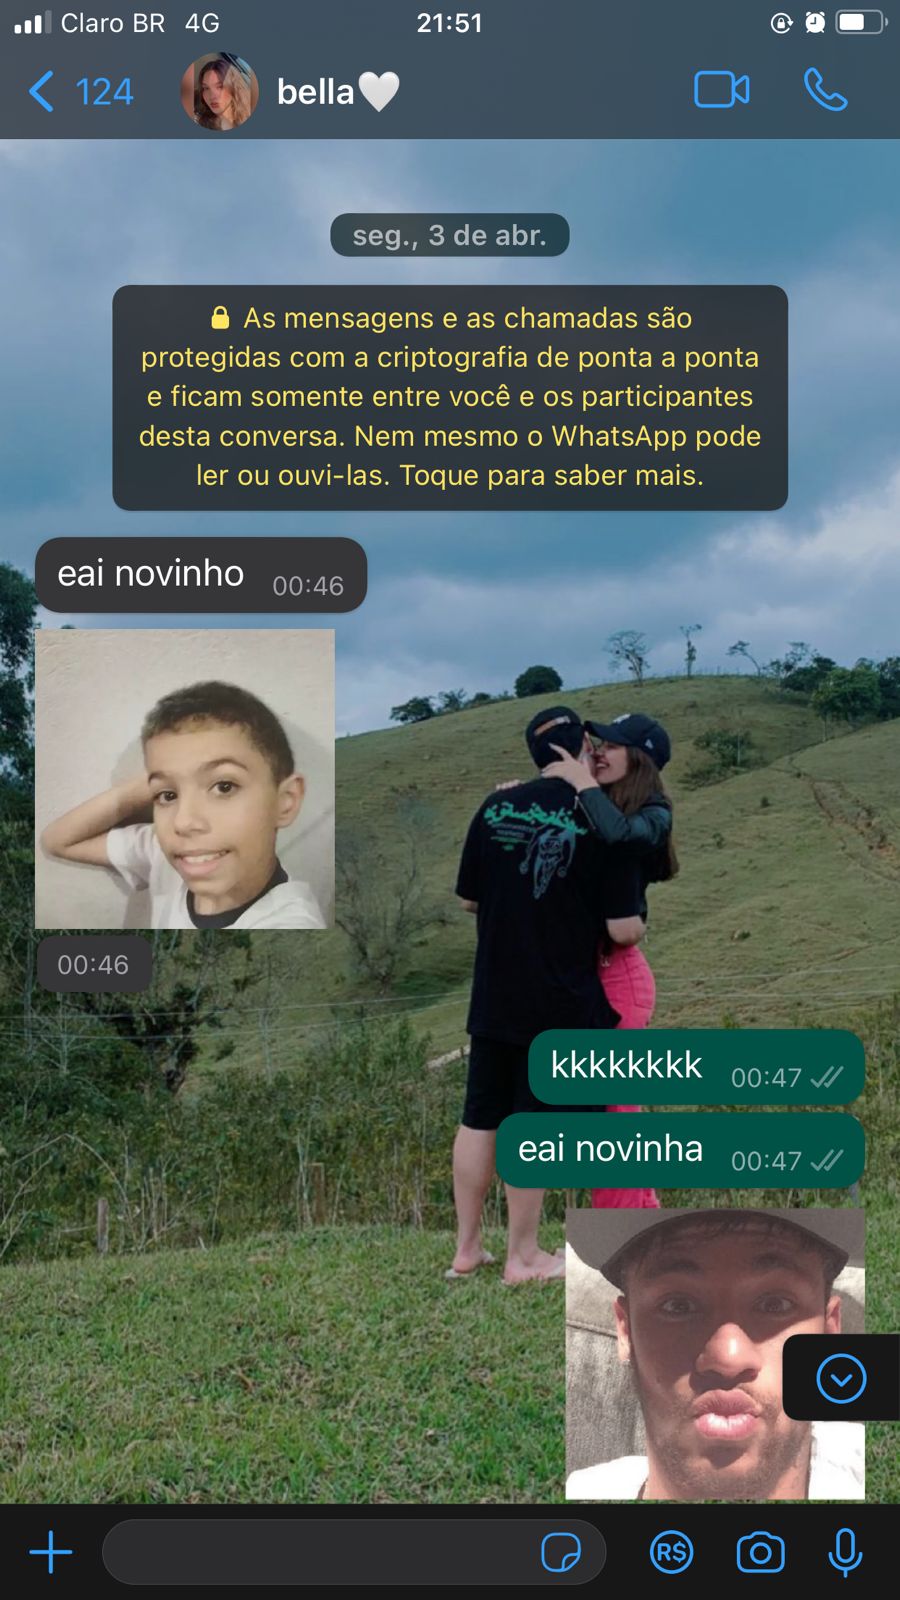 Claro BR 4G 21:51
124 bella🤍
seg., 3 de abr.
🔒 As mensagens e as chamadas são
protegidas com a criptografia de ponta a ponta
e ficam somente entre você e os participantes
desta conversa. Nem mesmo o WhatsApp pode
ler ou ouvi-las. Toque para saber mais.
eai novinho 00:46
00:46
kkkkkkkk 00:47
eai novinha 00:47
R$